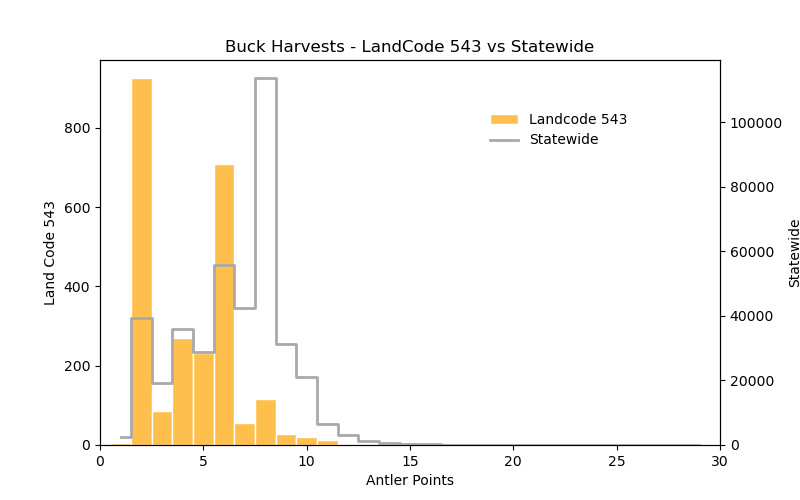 Buck Harvests - LandCode 543 vs Statewide
Landcode 543
Statewide
Land Code 543
800
600
400
200
0
100000
80000
60000
40000
20000
0
Statewide
0 5 10 15 20 25 30
Antler Points